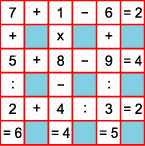 7 + 1 - 6 = 2
+ x +
5 + 8 - 9 = 4
: - :
2 + 4 : 3 = 2
= 6 = 4 = 5